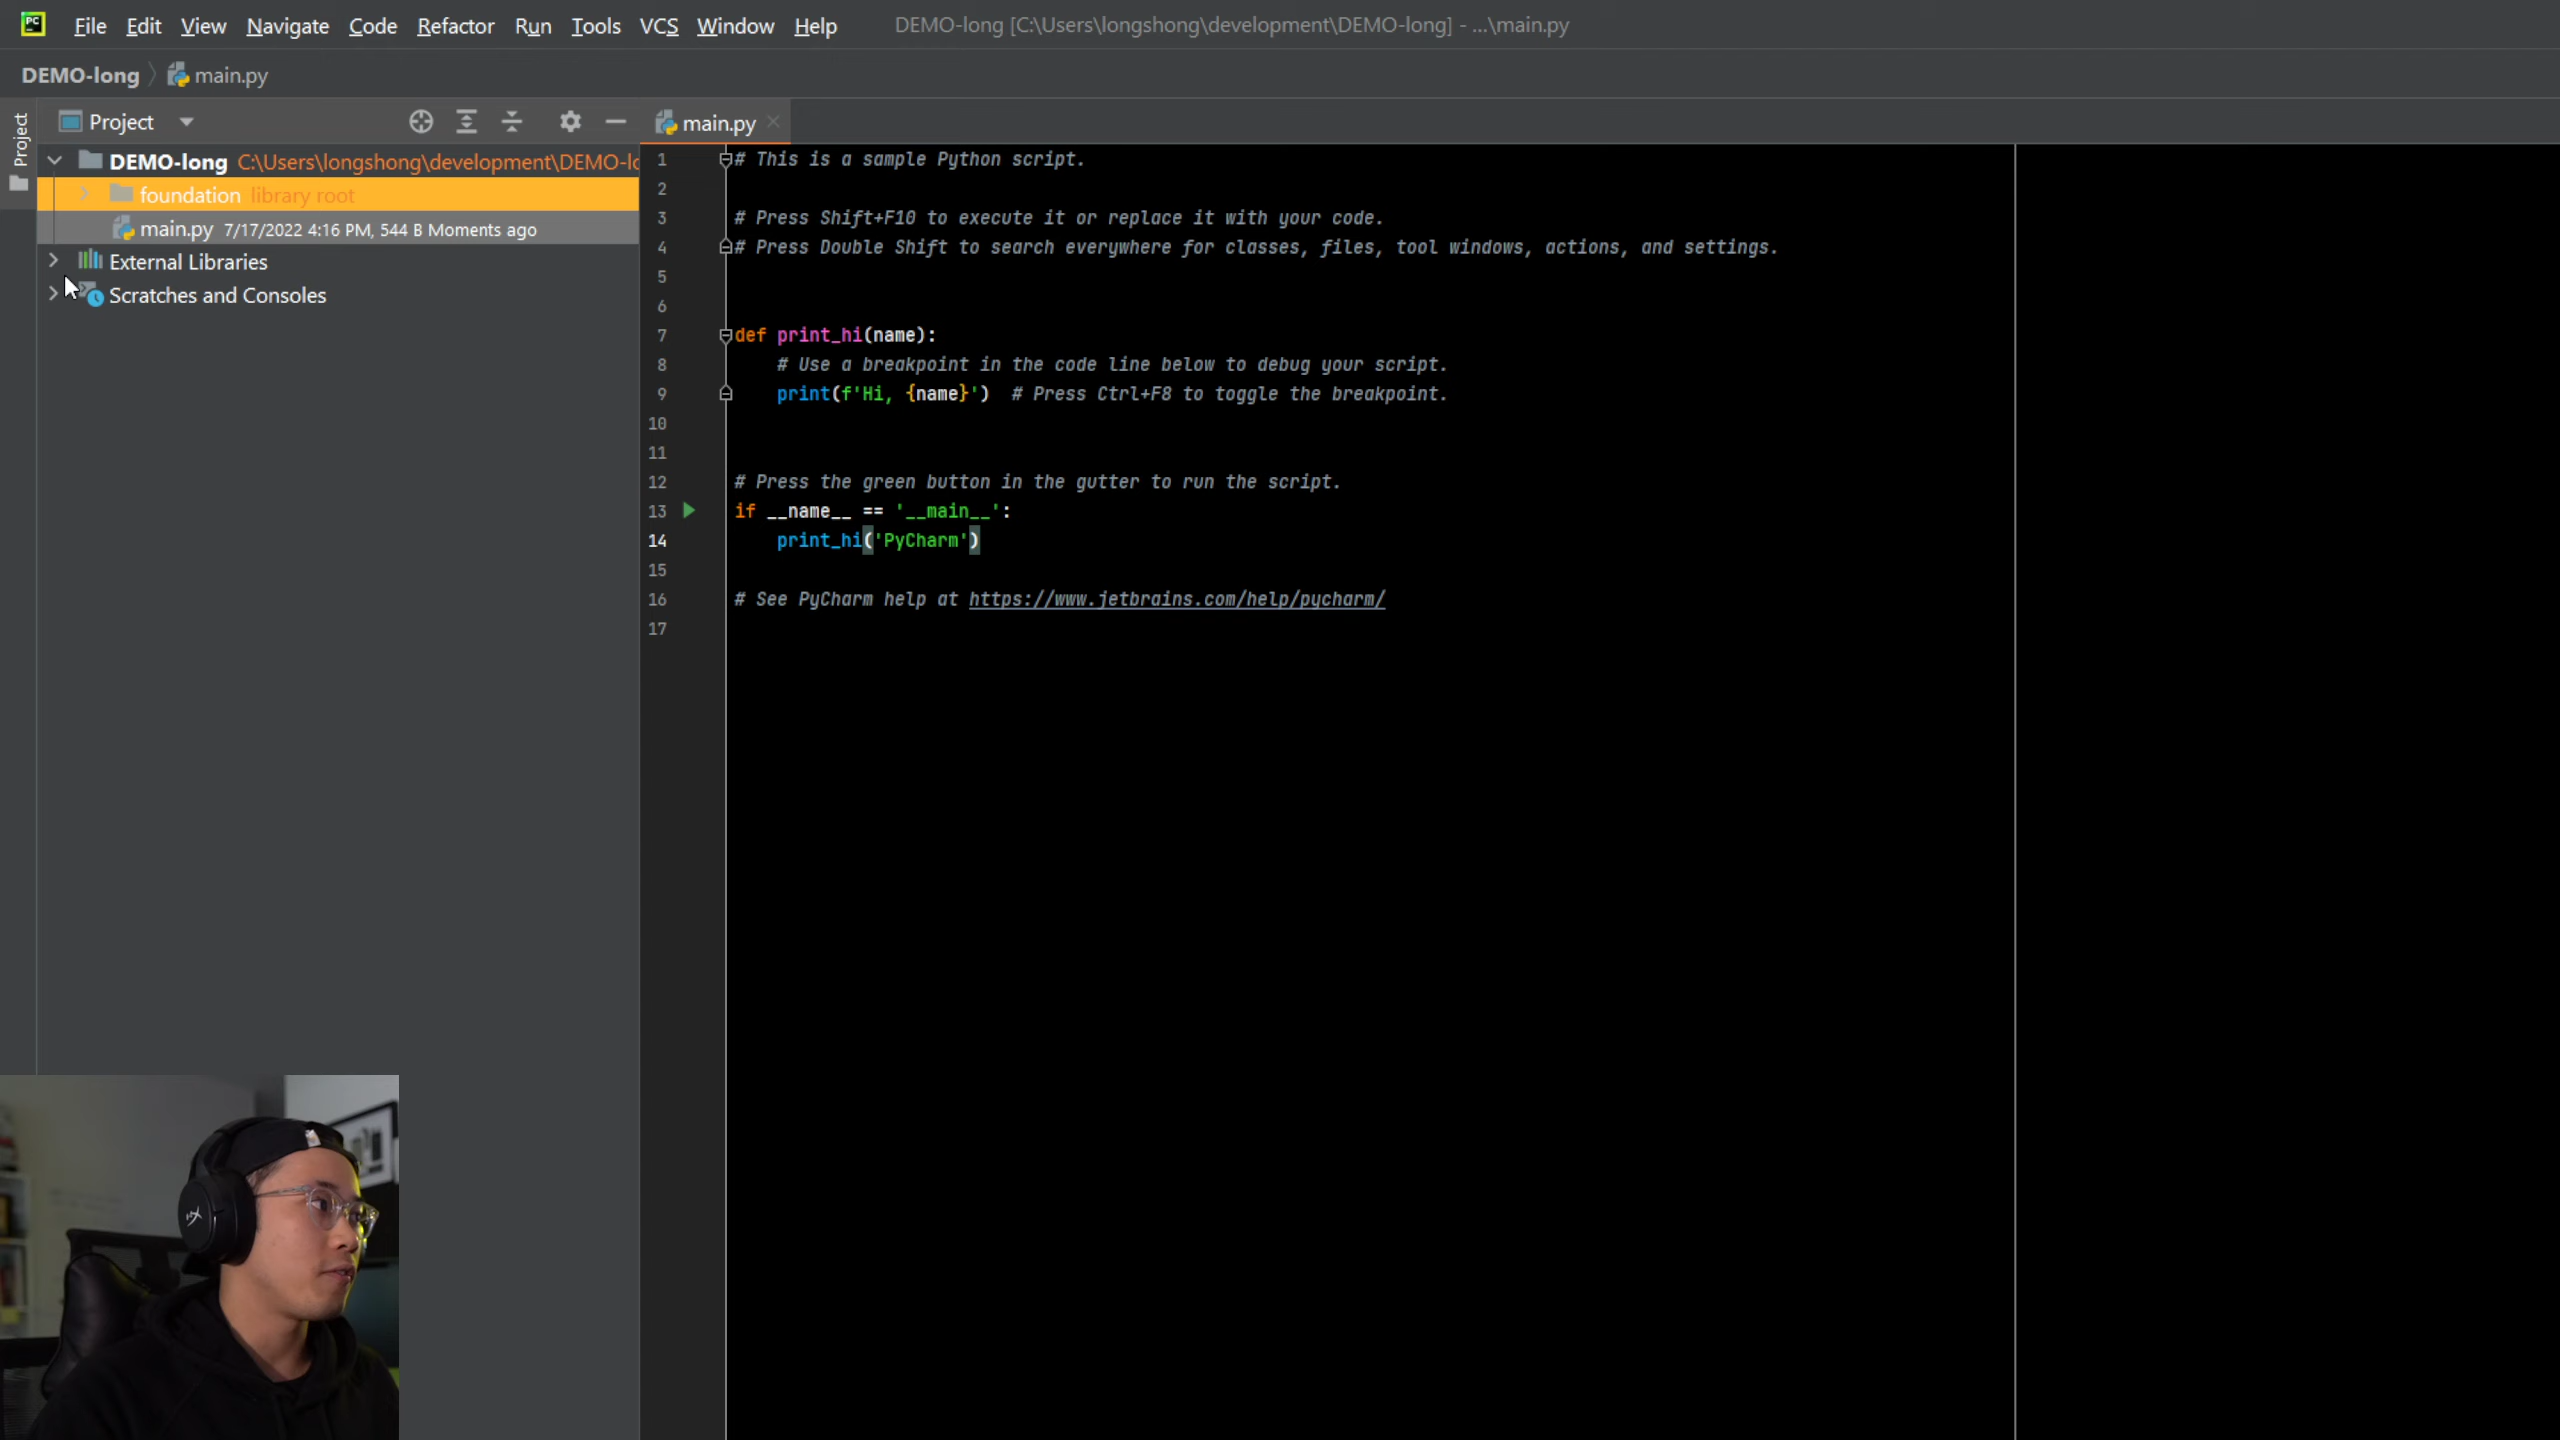 PC File Edit View Navigate Code Refactor Run Tools VCS Window Help DEMO-long [C:\Users\longshong\development\DEMO-long] - ...\main.py
DEMO-long main.py
Project
Project
main.py
DEMO-long C:\Users\longshong\development\DEMO-lo
foundation library root
main.py 7/17/2022 4:16 PM, 544 B Moments ago
External Libraries
Scratches and Consoles
1 # This is a sample Python script.
2
3 # Press Shift+F10 to execute it or replace it with your code.
4 # Press Double Shift to search everywhere for classes, files, tool windows, actions, and settings.
5
6
7 def print_hi(name):
8 # Use a breakpoint in the code line below to debug your script.
9 print(f'Hi, {name}') # Press Ctrl+F8 to toggle the breakpoint.
10
11
12 # Press the green button in the gutter to run the script.
13 if __name__ == '__main__':
14 print_hi('PyCharm')
15
16 # See PyCharm help at https://www.jetbrains.com/help/pycharm/
17